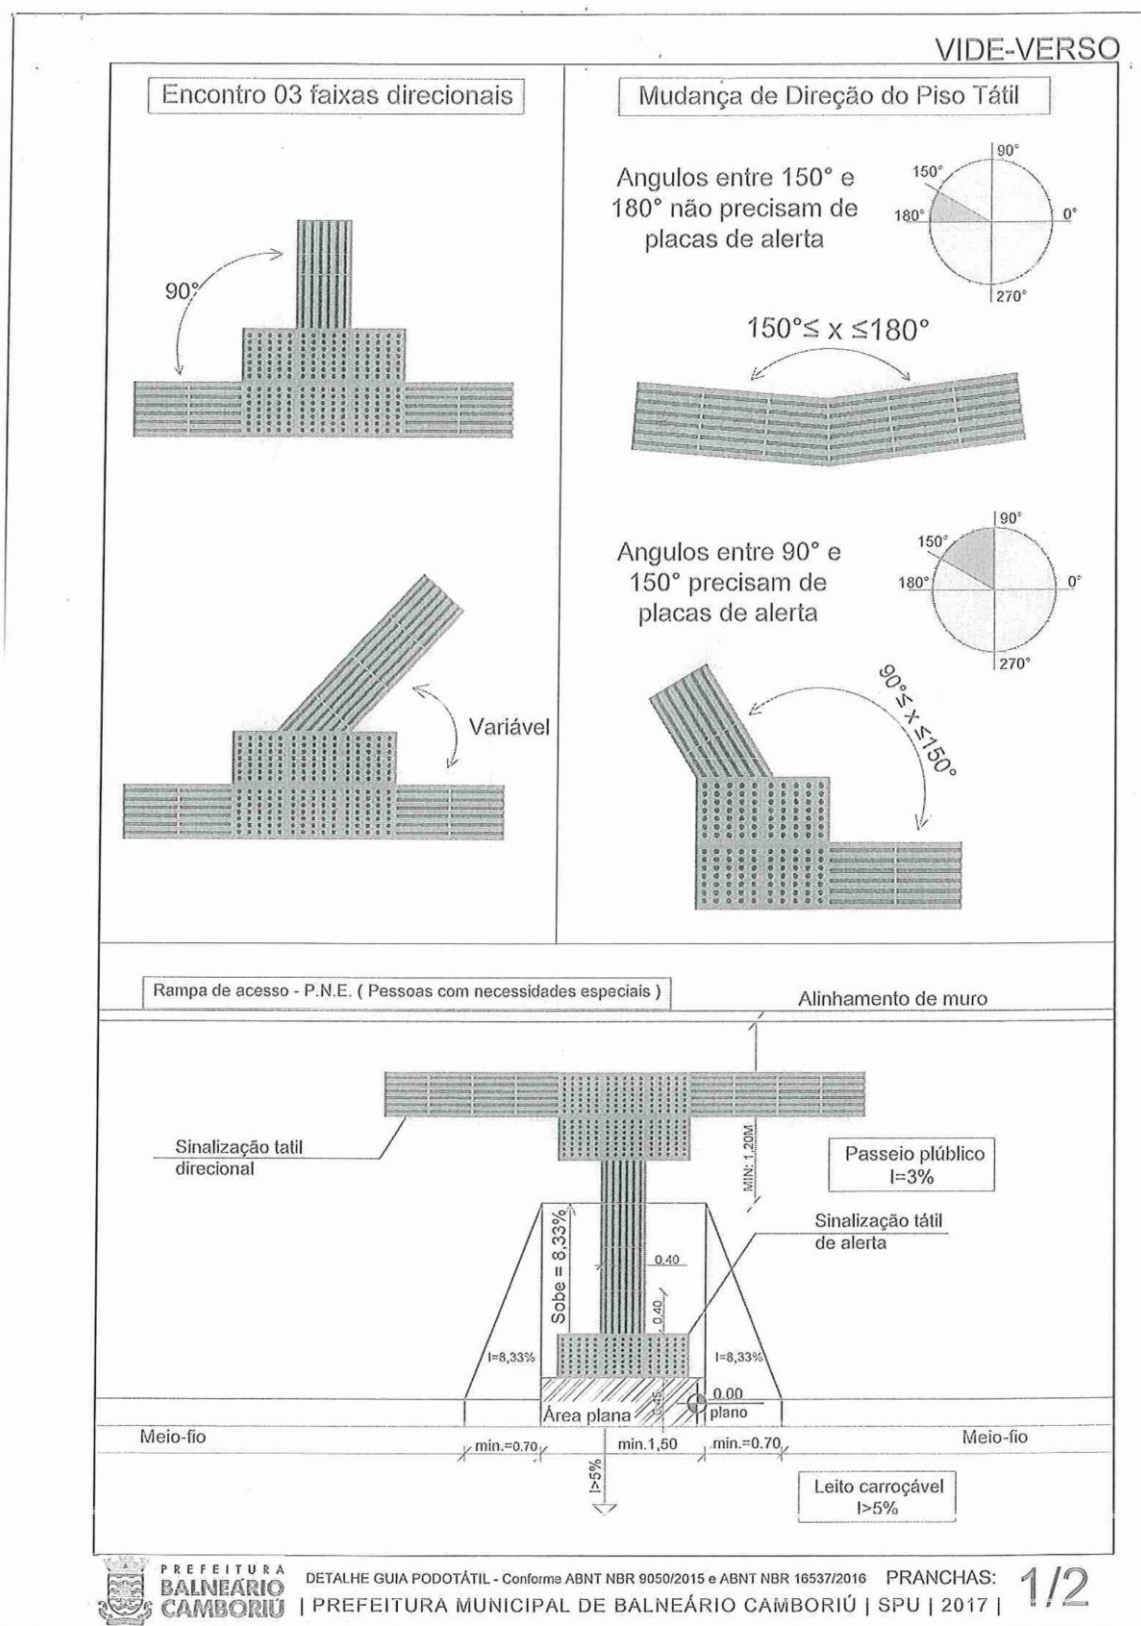 VIDE-VERSO
Encontro 03 faixas direcionais
90°
Variável
Mudança de Direção do Piso Tátil
Angulos entre 150° e
180° não precisam de
placas de alerta
90°
150°
180°
0°
270°
150°≤ x ≤180°
Angulos entre 90° e
150° precisam de
placas de alerta
90°
150°
180°
0°
270°
90°≤ x ≤150°
Rampa de acesso - P.N.E. ( Pessoas com necessidades especiais )
Alinhamento de muro
Sinalização tatil
direcional
MIN: 1,20M
Passeio plúblico
I=3%
Sinalização tátil
de alerta
Sobe = 8,33%
0,40
0,40
I=8,33%
I=8,33%
0,45
0.00
plano
Área plana
Meio-fio
min.=0,70
min.1,50
min.=0.70
Meio-fio
I>5%
Leito carroçável
I>5%
PREFEITURA
BALNEÁRIO
CAMBORIÚ
DETALHE GUIA PODOTÁTIL - Conforme ABNT NBR 9050/2015 e ABNT NBR 16537/2016 PRANCHAS: 1/2
| PREFEITURA MUNICIPAL DE BALNEÁRIO CAMBORIÚ | SPU | 2017 |